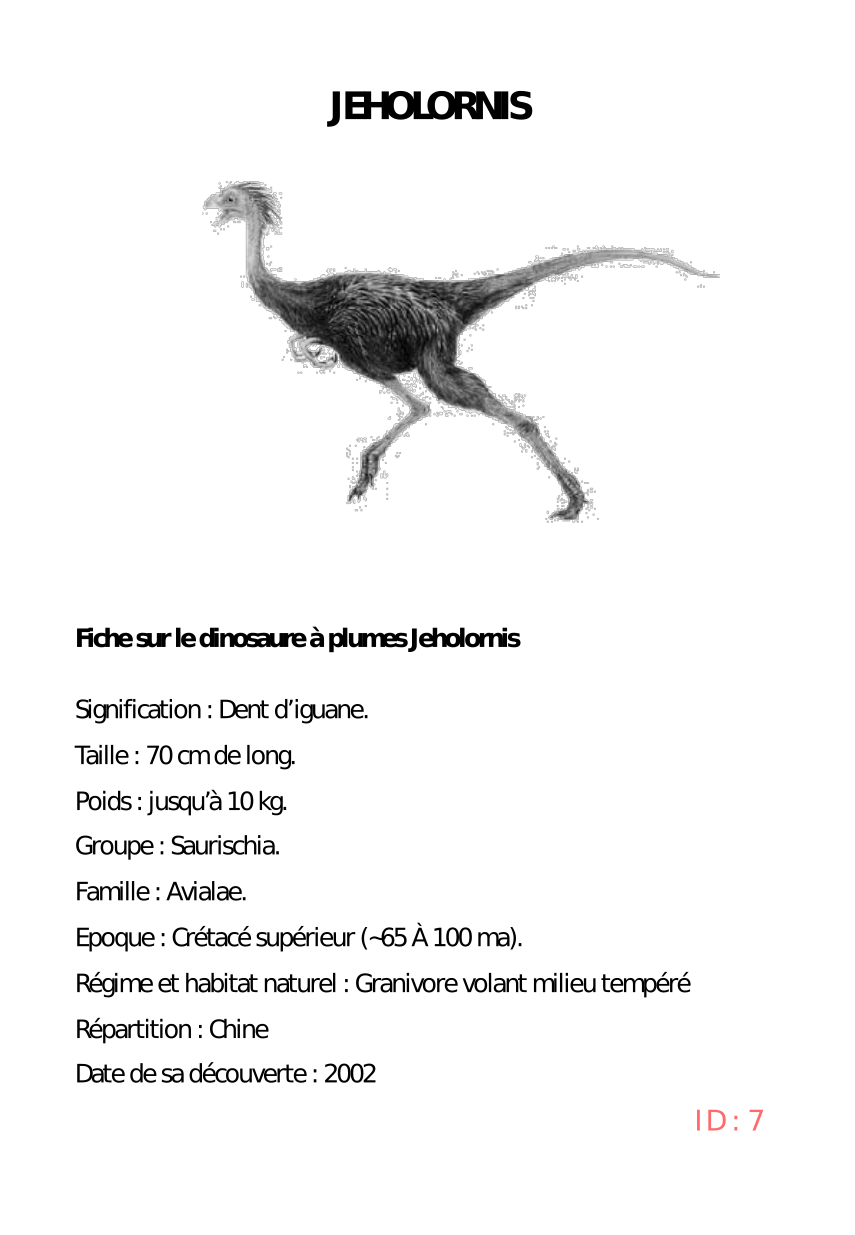 JEHOLORNIS
Fiche sur le dinosaure à plumes Jeholornis
Signification : Dent d’iguane.
Taille : 70 cm de long.
Poids : jusqu’à 10 kg.
Groupe : Saurischia.
Famille : Avialae.
Epoque : Crétacé supérieur (~65 À 100 ma).
Régime et habitat naturel : Granivore volant milieu tempéré
Répartition : Chine
Date de sa découverte : 2002
ID : 7